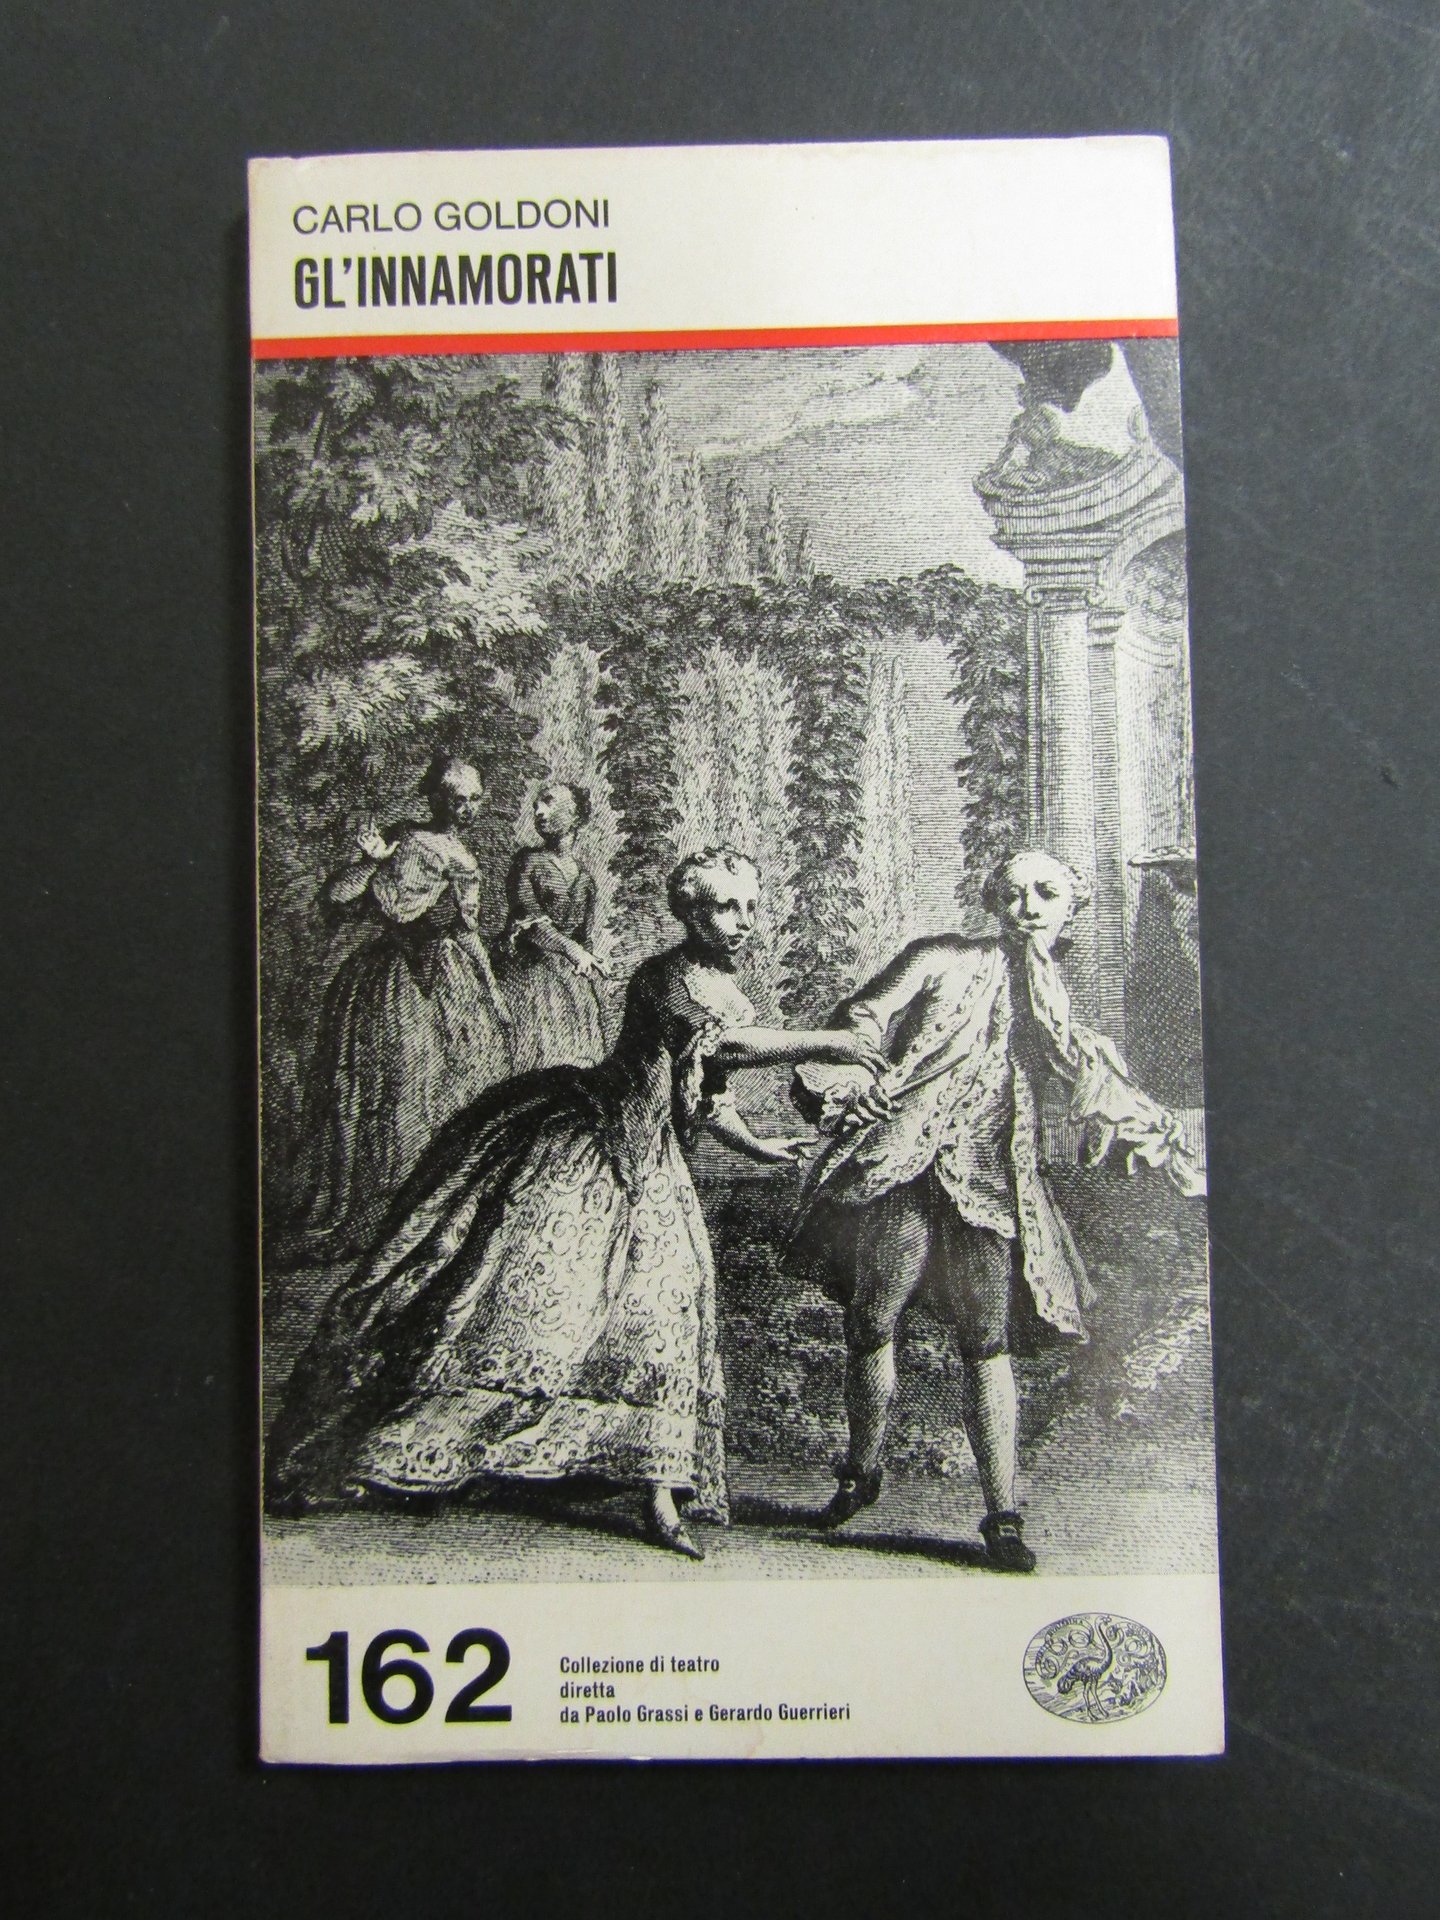 CARLO GOLDONI
GL'INNAMORATI
162
Collezione di teatro
diretta
da Paolo Grassi e Gerardo Guerrieri